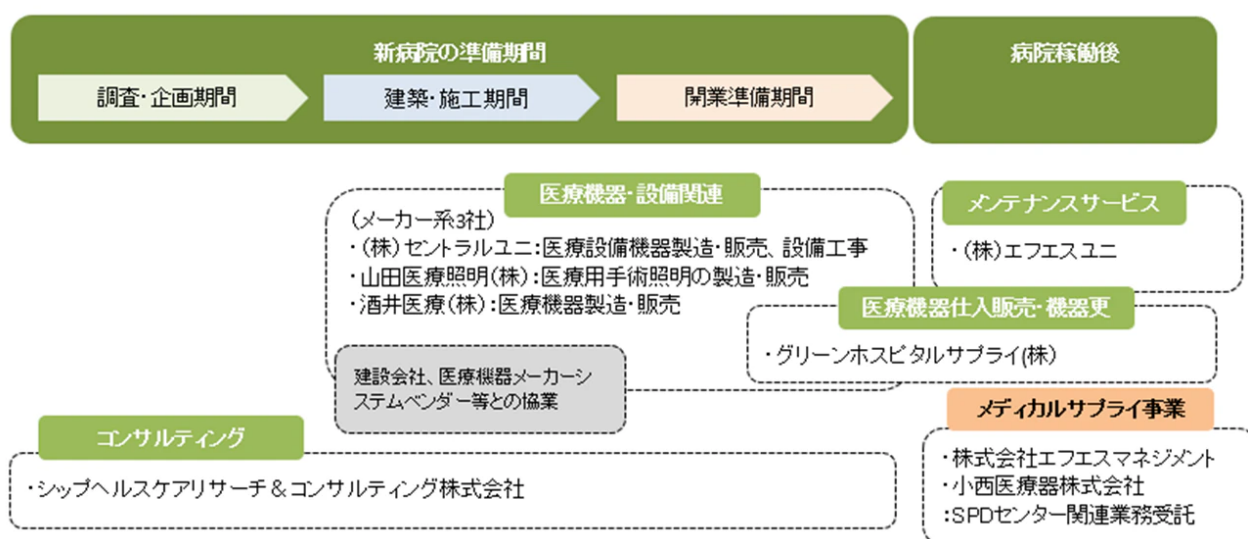 新病院の準備期間
病院稼働後
調査・企画期間
建築・施工期間
開業準備期間
医療機器・設備関連
(メーカー系3社)
・(株)セントラルユニ:医療設備機器製造・販売、設備工事
・山田医療照明(株):医療用手術照明の製造・販売
・酒井医療(株):医療機器製造・販売
メンテナンスサービス
・(株)エフエスユニ
医療機器仕入販売・機器更
・グリーンホスピタルサプライ(株)
建設会社、医療機器メーカーシ
ステムベンダー等との協業
メディカルサプライ事業
・株式会社エフエスマネジメント
・小西医療器株式会社
:SPDセンター関連業務受託
コンサルティング
・シップヘルスケアリサーチ&コンサルティング株式会社